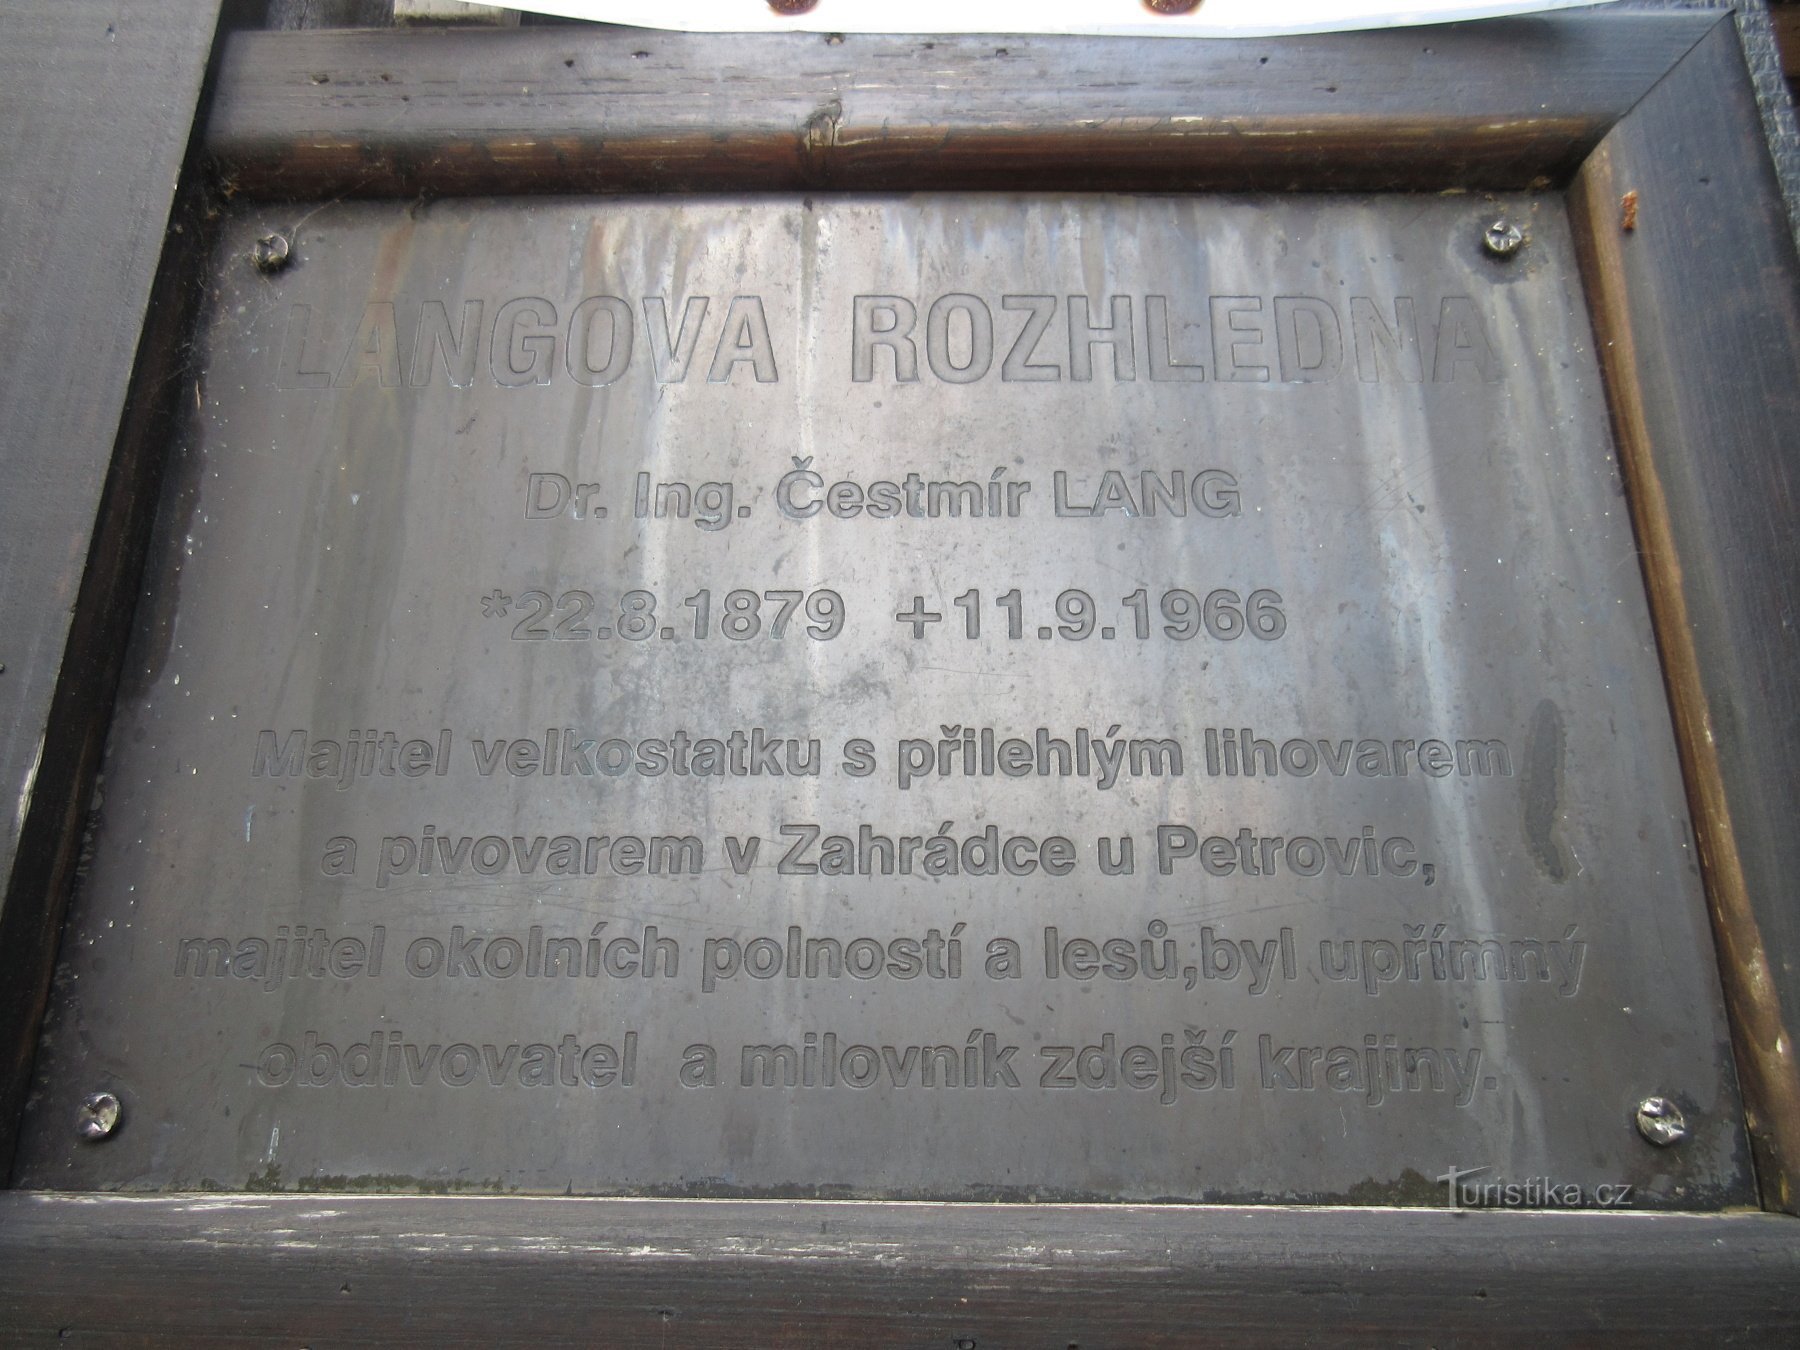 LANGOVA ROZHLEDNA
Dr. Ing. Čestmír LANG
*22.8.1879 +11.9.1966
Majitel velkostatku s přilehlým lihovarem
a pivovarem v Zahrádce u Petrovic,
majitel okolních polností a lesů,byl upřímný
obdivovatel a milovník zdejší krajiny.
Turistika.cz